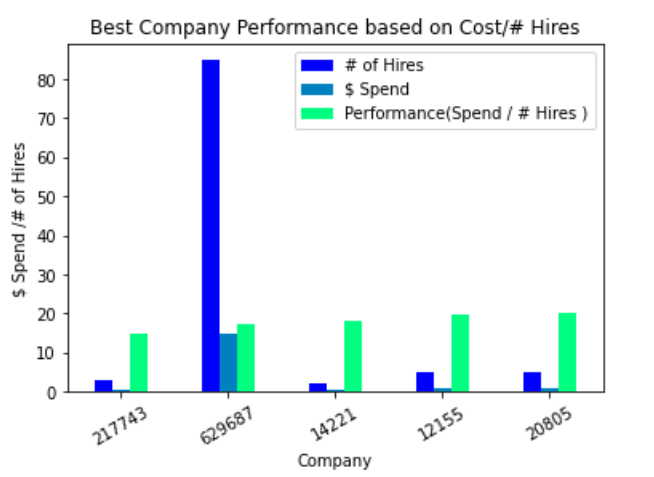 Best Company Performance based on Cost/# Hires
# of Hires
$ Spend
Performance(Spend / # Hires )
$ Spend /# of Hires
80
70
60
50
40
30
20
10
0
217743
629687
14221
12155
20805
Company